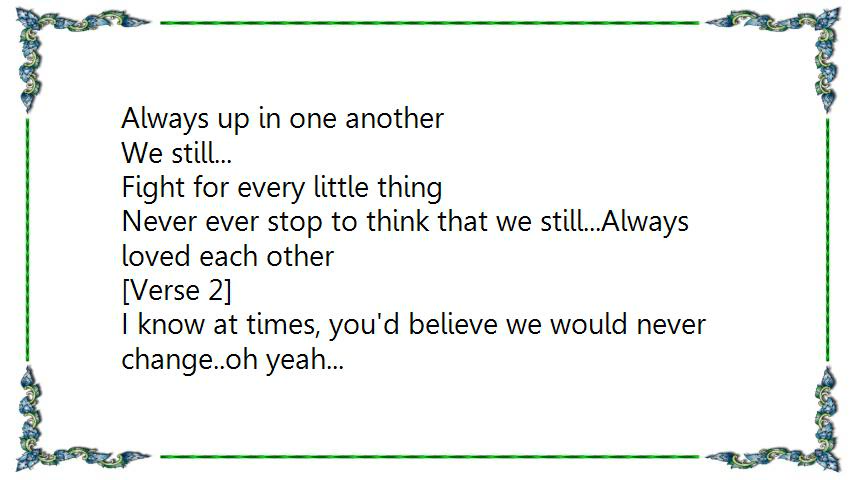 Always up in one another
We still...
Fight for every little thing
Never ever stop to think that we still...Always
loved each other
[Verse 2]
I know at times, you'd believe we would never
change..oh yeah...